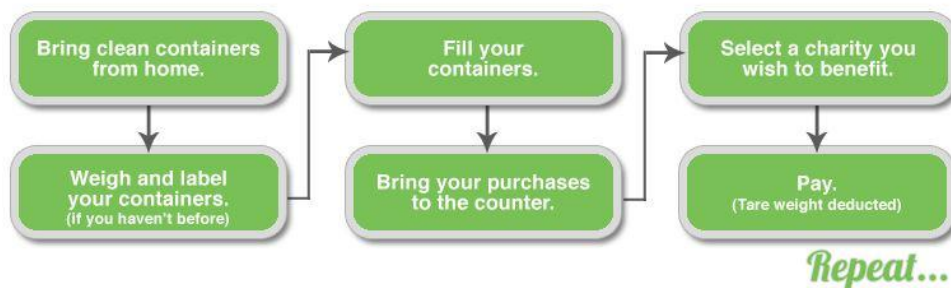 Bring clean containers
from home.
Weigh and label
your containers.
(if you haven't before)
Fill your
containers.
Bring your purchases
to the counter.
Select a charity you
wish to benefit.
Pay.
(Tare weight deducted)
Repeat...